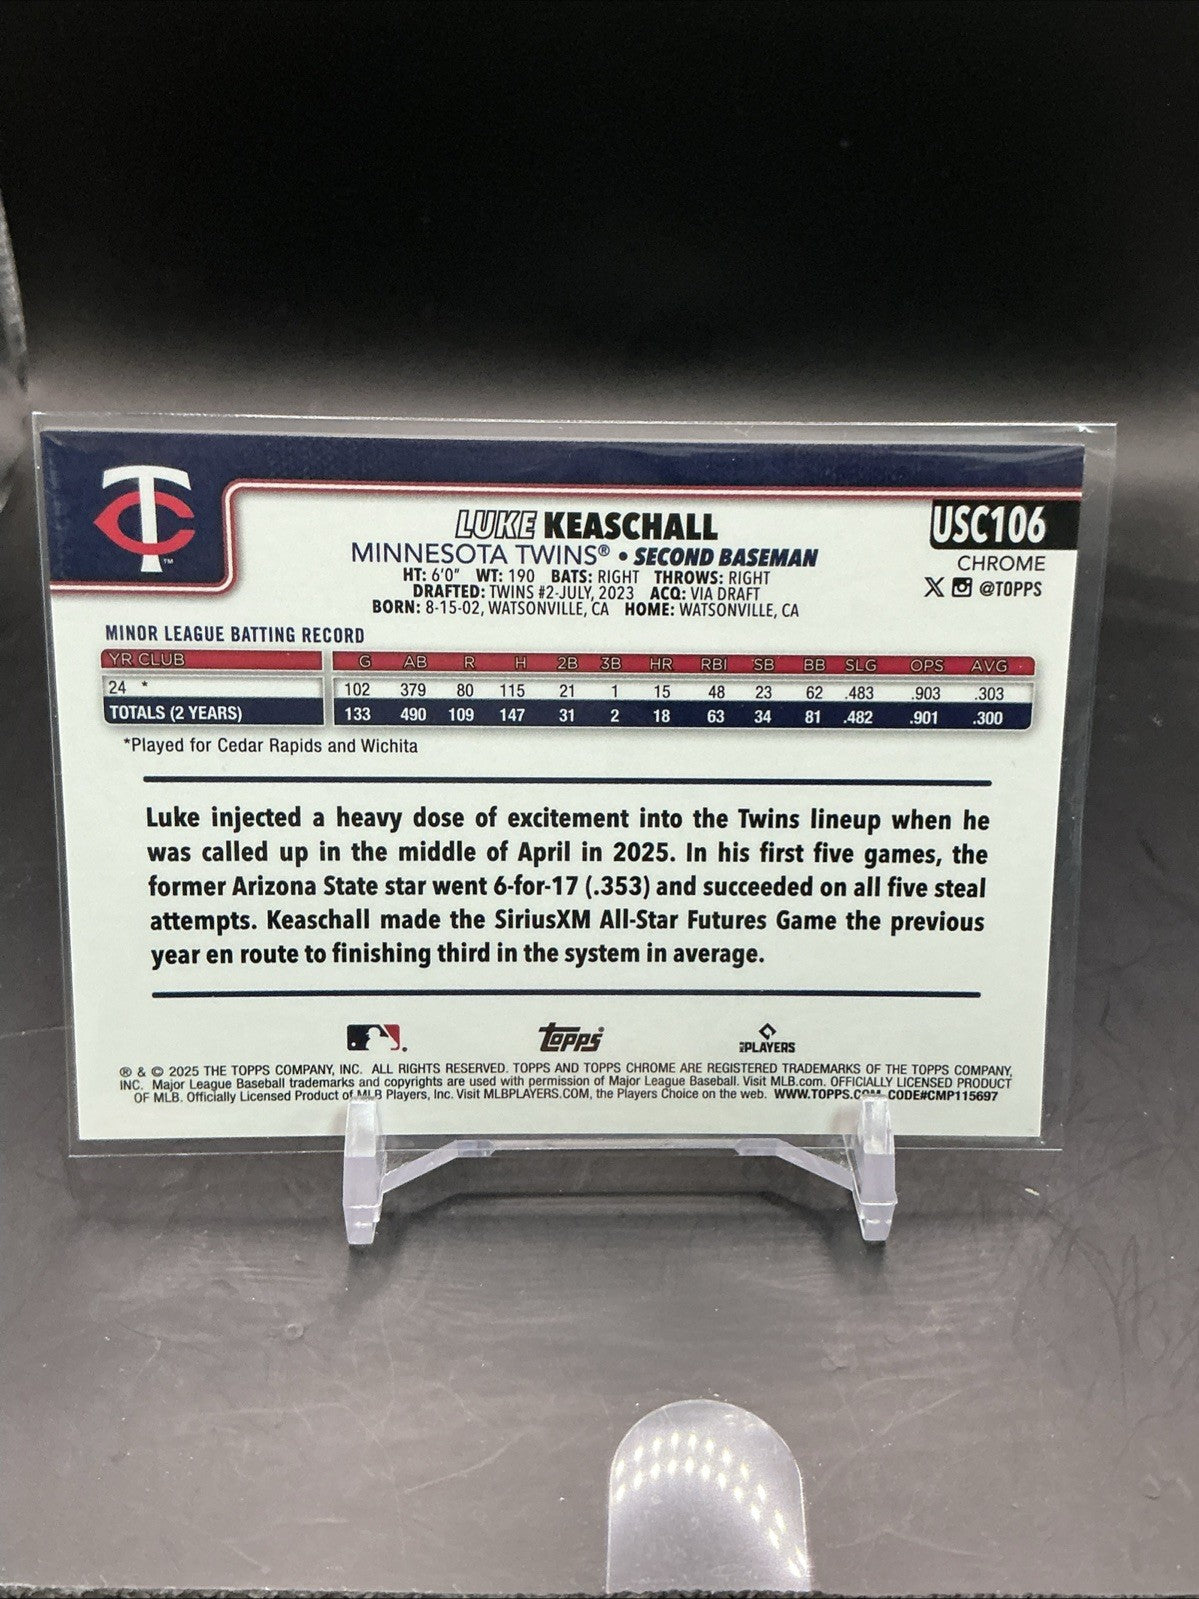 TC
TM
LUKE KEASCHALL
MINNESOTA TWINS® • SECOND BASEMAN
HT: 6'0" WT: 190 BATS: RIGHT THROWS: RIGHT
DRAFTED: TWINS #2-JULY, 2023 ACQ: VIA DRAFT
BORN: 8-15-02, WATSONVILLE, CA HOME: WATSONVILLE, CA
USC106
CHROME
X @TOPPS
MINOR LEAGUE BATTING RECORD
YR CLUB G AB R H 2B 3B HR RBI SB BB SLG OPS AVG
24 * 102 379 80 115 21 1 15 48 23 62 .483 .903 .303
TOTALS (2 YEARS) 133 490 109 147 31 2 18 63 34 81 .482 .901 .300
*Played for Cedar Rapids and Wichita
Luke injected a heavy dose of excitement into the Twins lineup when he
was called up in the middle of April in 2025. In his first five games, the
former Arizona State star went 6-for-17 (.353) and succeeded on all five steal
attempts. Keaschall made the SiriusXM All-Star Futures Game the previous
year en route to finishing third in the system in average.
topps® MLB PLAYERS
® & © 2025 THE TOPPS COMPANY, INC. ALL RIGHTS RESERVED. TOPPS AND TOPPS CHROME ARE REGISTERED TRADEMARKS OF THE TOPPS COMPANY,
INC. Major League Baseball trademarks and copyrights are used with permission of Major League Baseball. Visit MLB.com. OFFICIALLY LICENSED PRODUCT
OF MLB. Officially Licensed Product of MLB Players, Inc. Visit MLBPLAYERS.COM, the Players Choice on the web. WWW.TOPPS.COM CODE#CMP115697